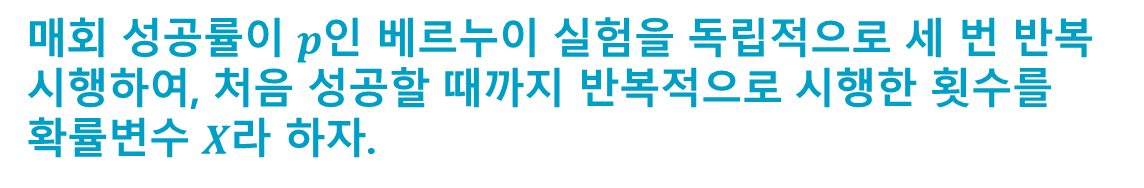 매회 성공률이 p인 베르누이 실험을 독립적으로 세 번 반복
시행하여, 처음 성공할 때까지 반복적으로 시행한 횟수를
확률변수 X라 하자.